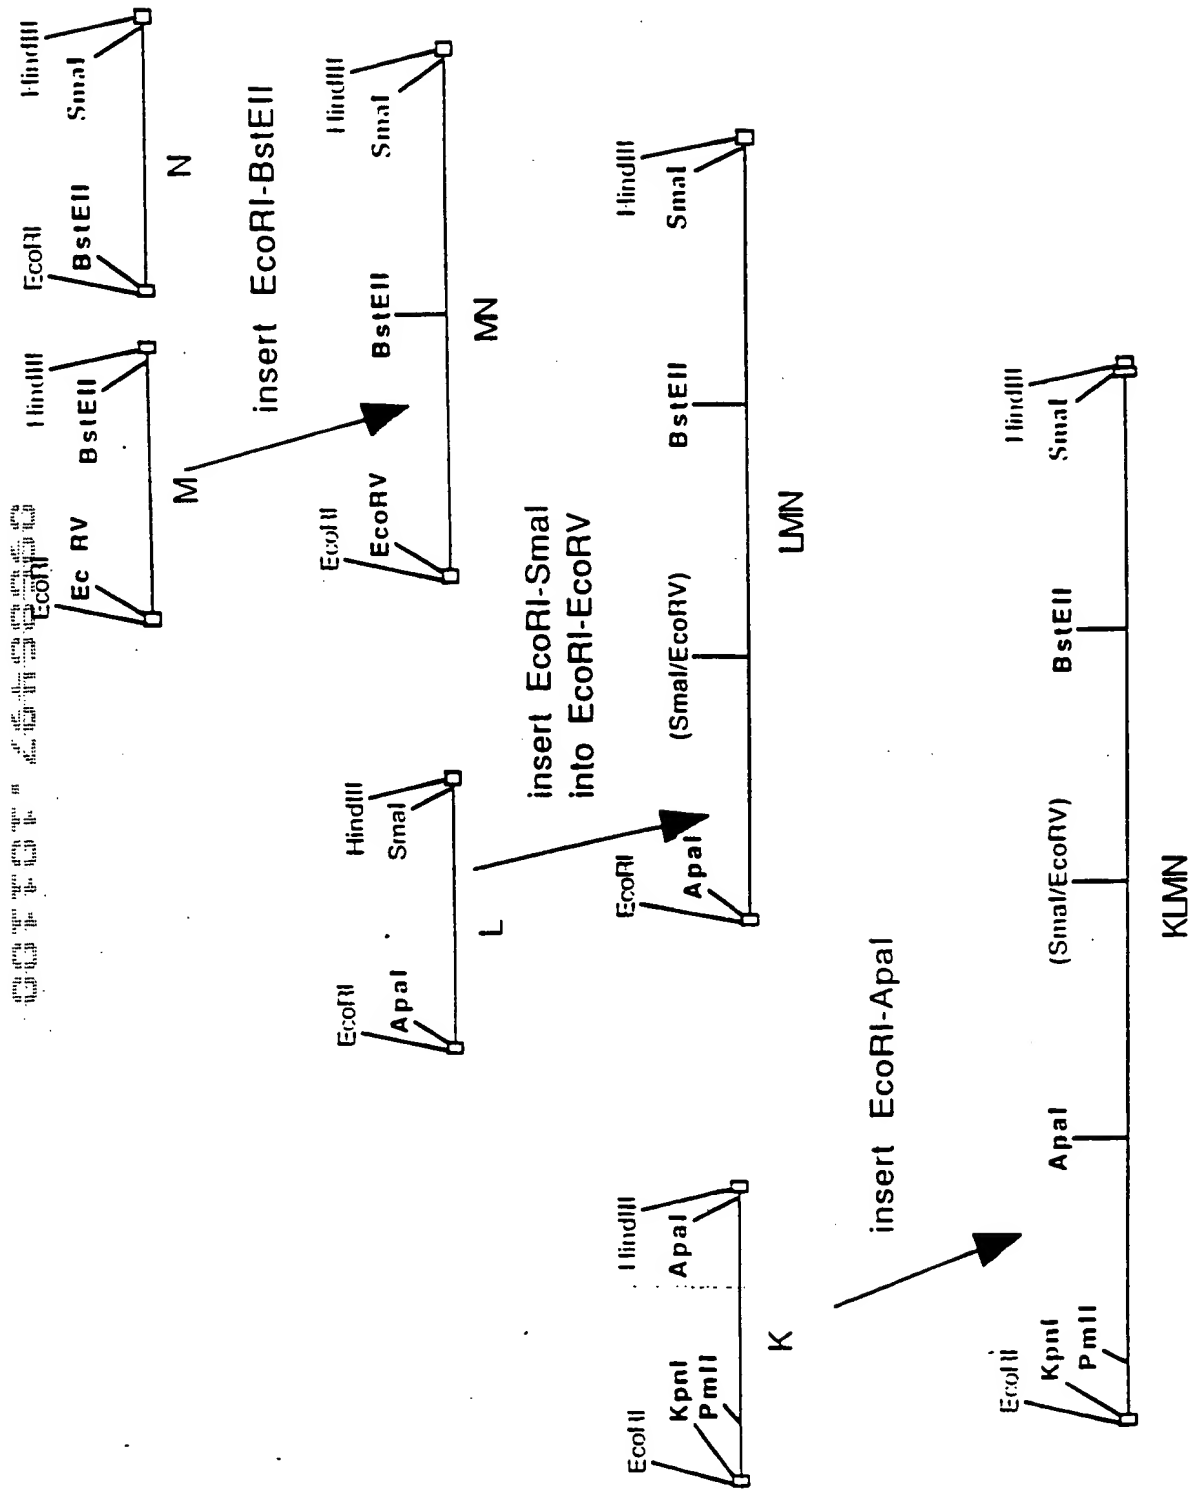 EcoRI
Ec RV
BstEII
HindIII
M
EcoRI
BstEII
SmaI
HindIII
N
insert EcoRI-BstEII
EcoRI
ApaI
SmaI
HindIII
L
EcoRI
EcoRV
BstEII
SmaI
HindIII
MN
insert EcoRI-SmaI
into EcoRI-EcoRV
EcoRI
KpnI
PmlI
ApaI
HindIII
K
EcoRI
ApaI
(SmaI/EcoRV)
BstEII
SmaI
HindIII
LMN
insert EcoRI-ApaI
EcoRI
KpnI
PmlI
ApaI
(SmaI/EcoRV)
BstEII
SmaI
HindIII
KLMN